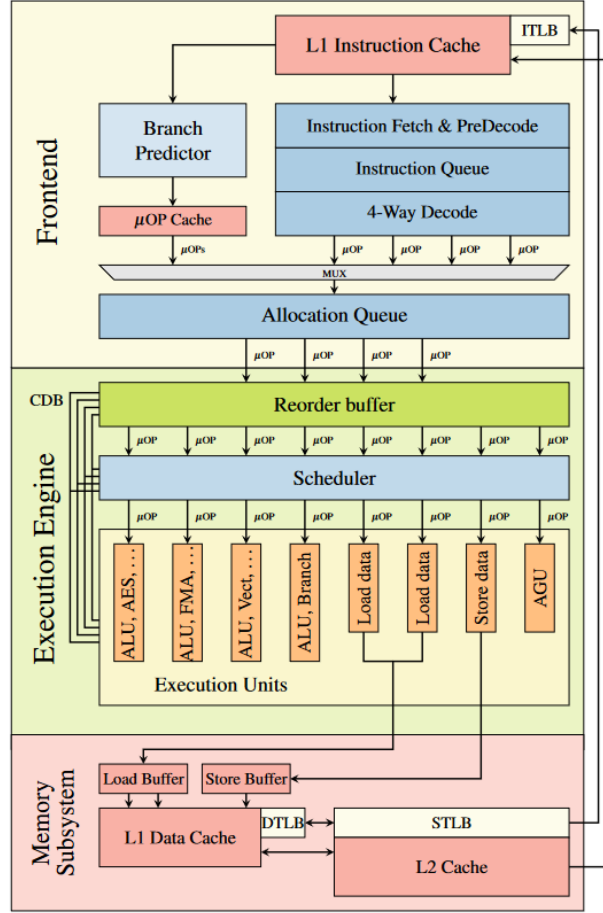 Frontend
L1 Instruction Cache
ITLB
Branch
Predictor
Instruction Fetch & PreDecode
Instruction Queue
4-Way Decode
μOP Cache
μOPs
μOP μOP μOP μOP
MUX
Allocation Queue
μOP μOP μOP μOP
Execution Engine
CDB
Reorder buffer
μOP μOP μOP μOP μOP μOP μOP μOP
Scheduler
μOP μOP μOP μOP μOP μOP μOP μOP
ALU, AES, …
ALU, FMA, …
ALU, Vect, …
ALU, Branch
Load data
Load data
Store data
AGU
Execution Units
Memory
Subsystem
Load Buffer
Store Buffer
L1 Data Cache
DTLB
STLB
L2 Cache